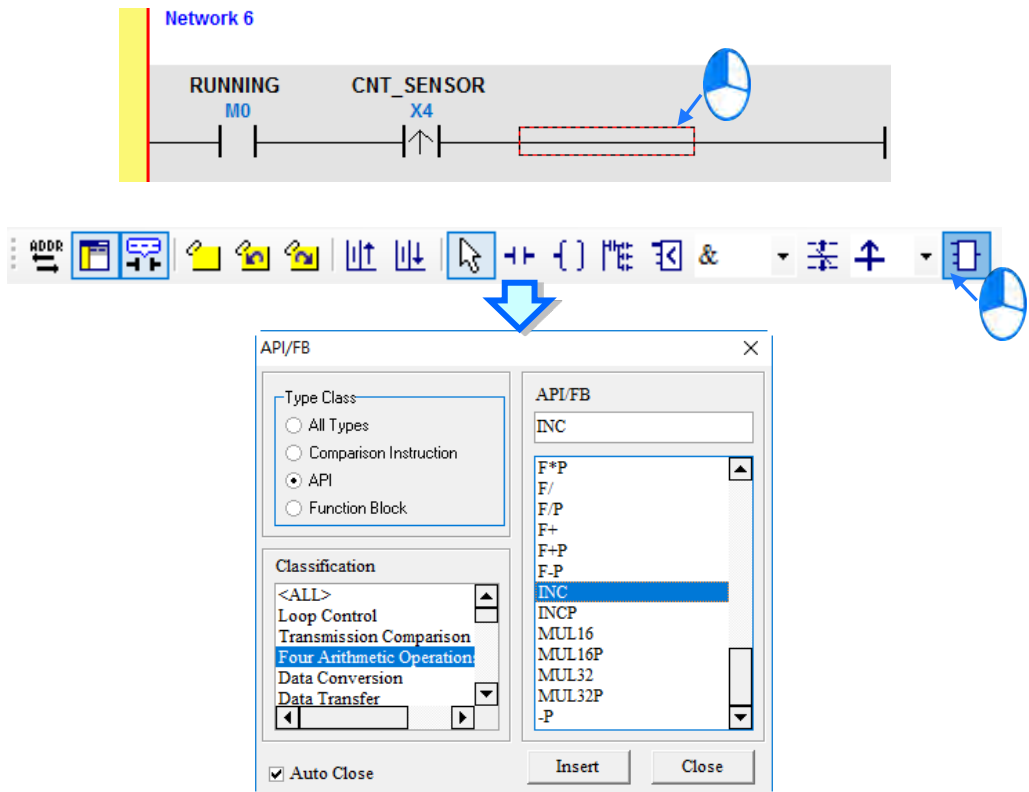 Network 6
RUNNING CNT_SENSOR
M0 X4
ADDR &
API/FB
Type Class
All Types
Comparison Instruction
API
Function Block
Classification
<ALL>
Loop Control
Transmission Comparison
Four Arithmetic Operation
Data Conversion
Data Transfer
Auto Close
API/FB
INC
F*P
F/
F/P
F+
F+P
F-P
INC
INCP
MUL16
MUL16P
MUL32
MUL32P
-P
Insert Close